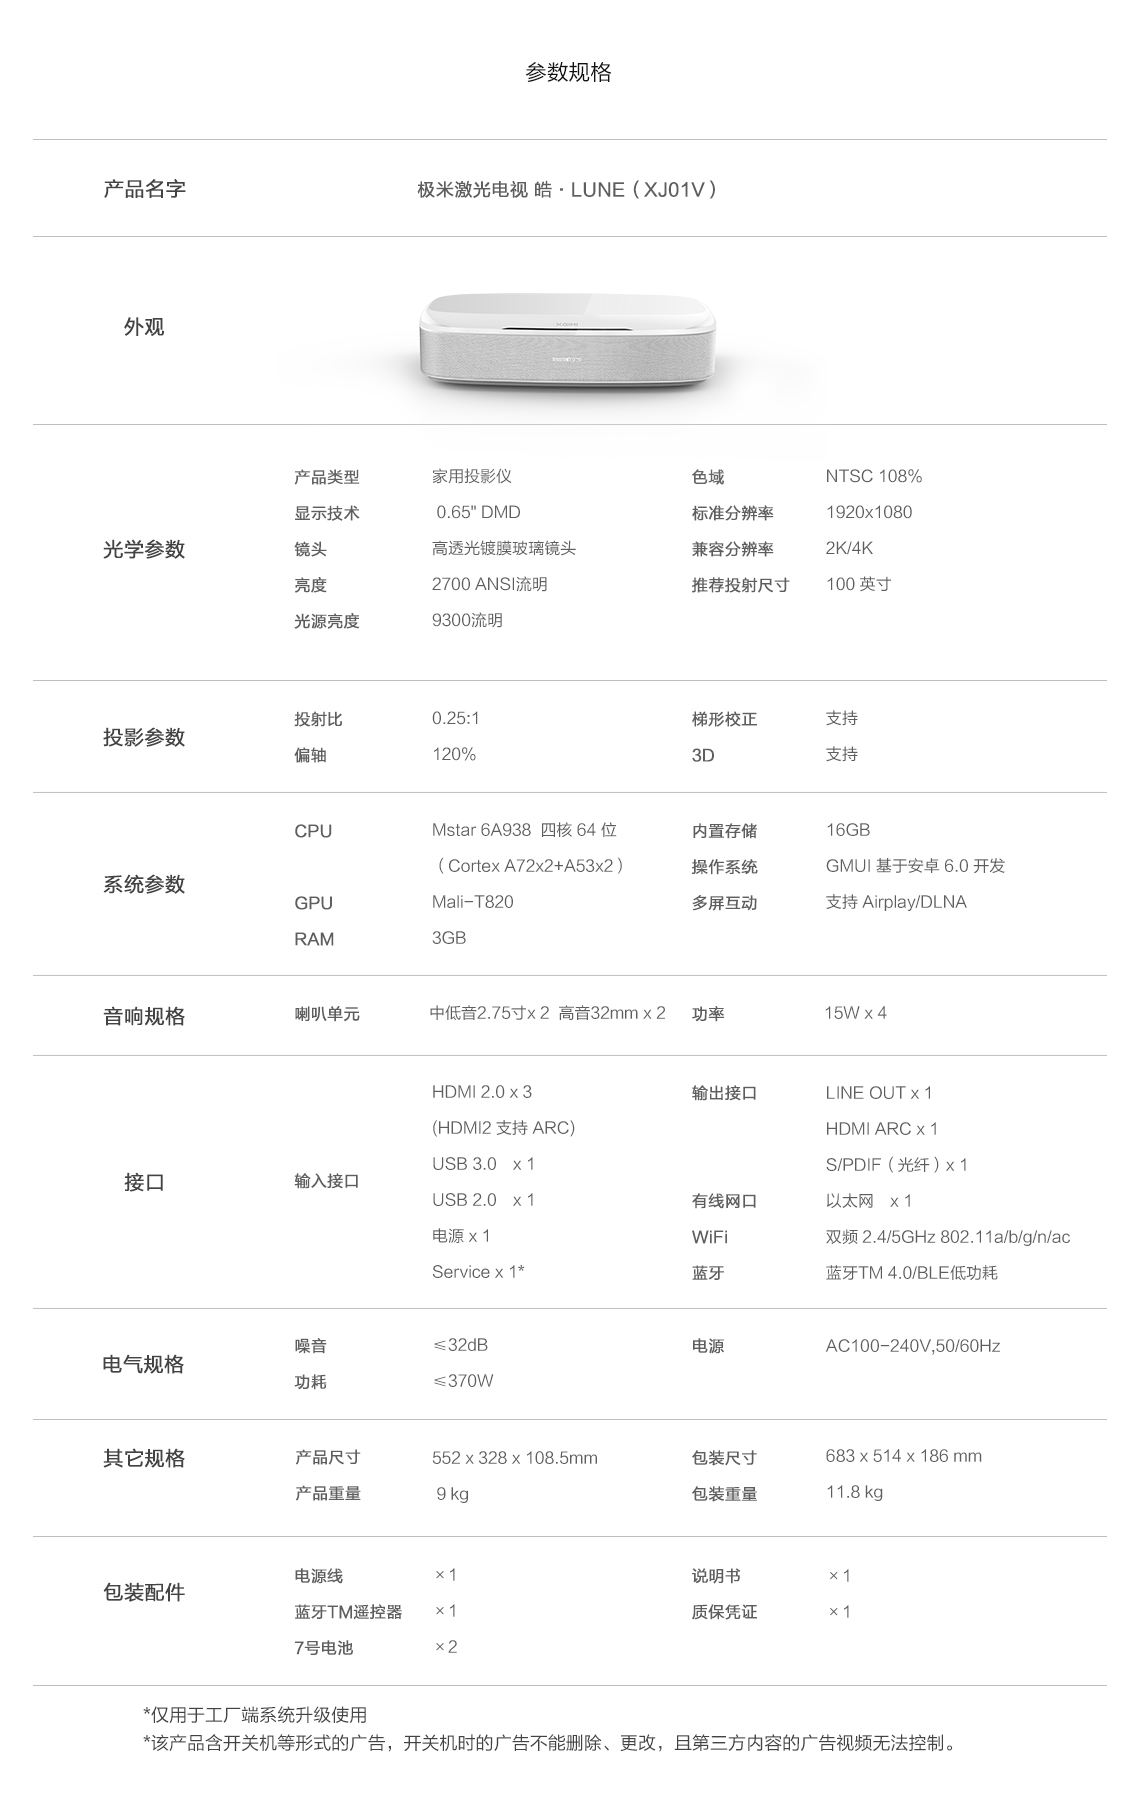 参数规格
产品名字 极米激光电视 皓·LUNE（XJ01V）
外观
XGIMI
光学参数
产品类型 家用投影仪 色域 NTSC 108%
显示技术 0.65" DMD 标准分辨率 1920x1080
镜头 高透光镀膜玻璃镜头 兼容分辨率 2K/4K
亮度 2700 ANSI流明 推荐投射尺寸 100 英寸
光源亮度 9300流明
投影参数
投射比 0.25:1 梯形校正 支持
偏轴 120% 3D 支持
系统参数
CPU Mstar 6A938 四核 64 位 内置存储 16GB
（Cortex A72x2+A53x2） 操作系统 GMUI 基于安卓 6.0 开发
GPU Mali-T820 多屏互动 支持 Airplay/DLNA
RAM 3GB
音响规格 喇叭单元 中低音2.75寸x 2 高音32mm x 2 功率 15W x 4
接口
输入接口
HDMI 2.0 x 3 输出接口 LINE OUT x 1
(HDMI2 支持 ARC) HDMI ARC x 1
USB 3.0 x 1 S/PDIF（光纤）x 1
USB 2.0 x 1 有线网口 以太网 x 1
电源 x 1 WiFi 双频 2.4/5GHz 802.11a/b/g/n/ac
Service x 1* 蓝牙 蓝牙TM 4.0/BLE低功耗
电气规格
噪音 ≤32dB 电源 AC100-240V,50/60Hz
功耗 ≤370W
其它规格 产品尺寸 552 x 328 x 108.5mm 包装尺寸 683 x 514 x 186 mm
产品重量 9 kg 包装重量 11.8 kg
包装配件
电源线 ×1 说明书 ×1
蓝牙TM遥控器 ×1 质保凭证 ×1
7号电池 ×2
*仅用于工厂端系统升级使用
*该产品含开关机等形式的广告，开关机时的广告不能删除、更改，且第三方内容的广告视频无法控制。